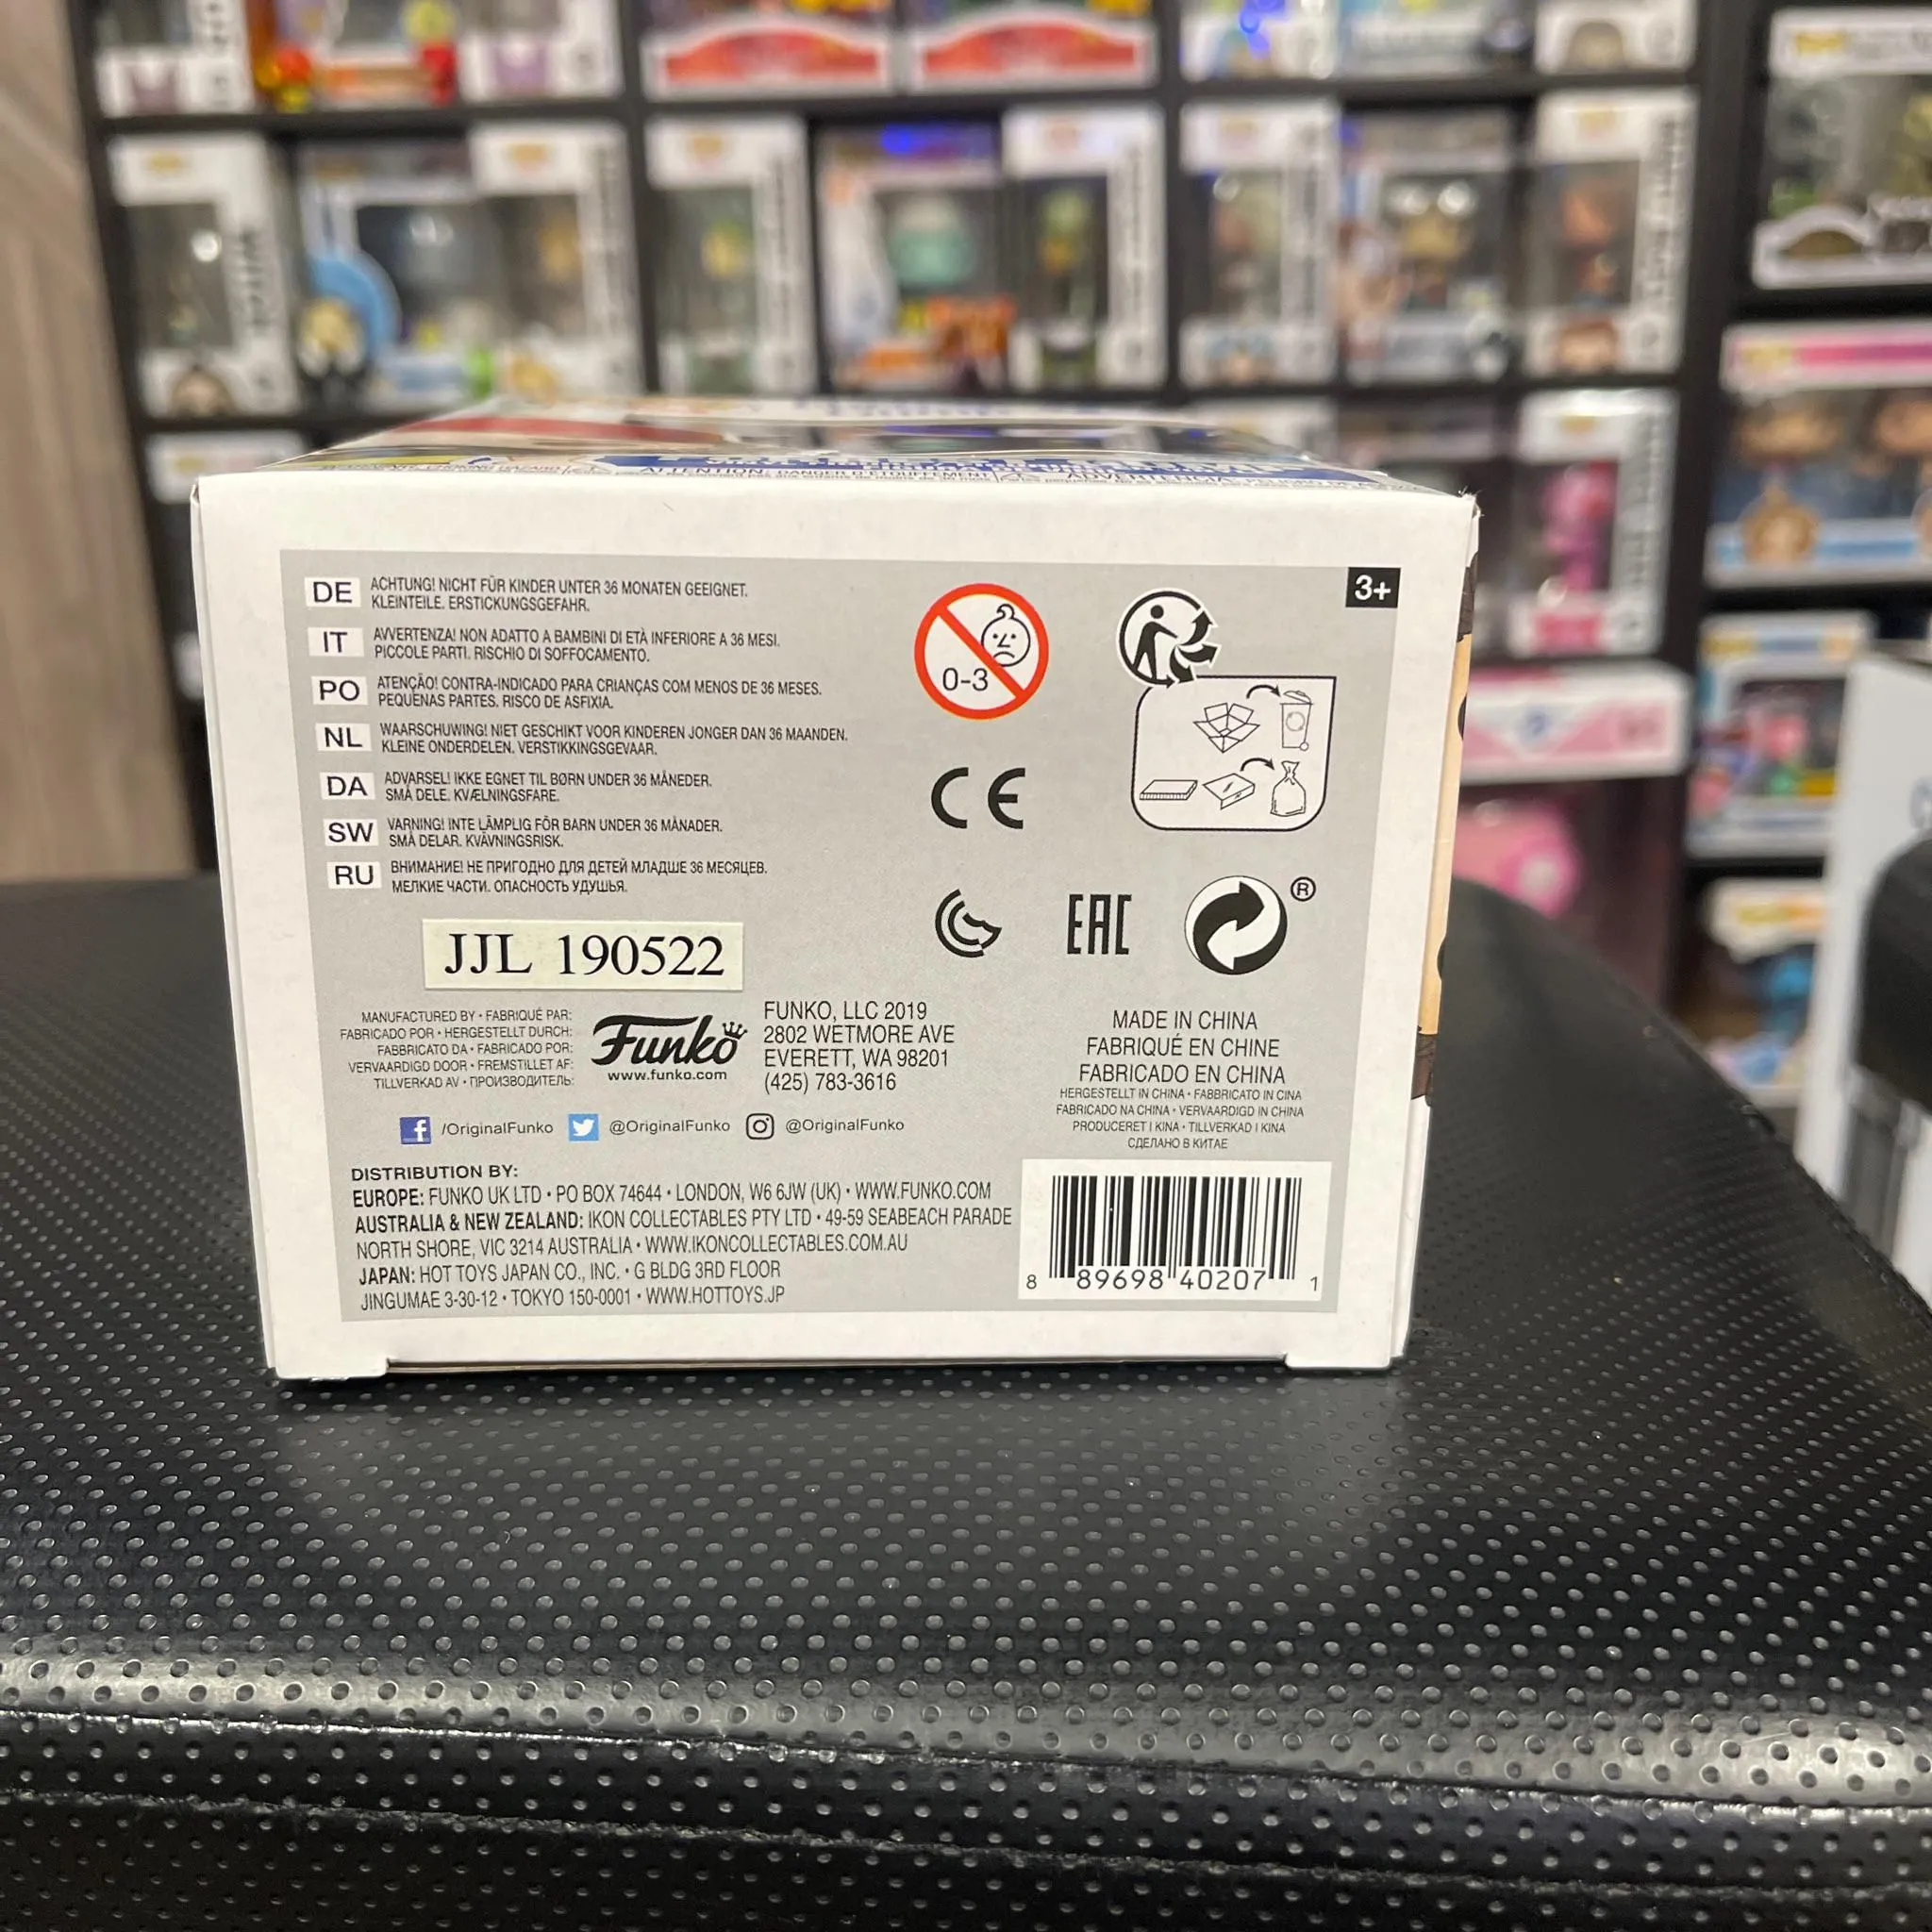 ATTENTION: DANGER D'ÉTOUFFEMENT
ADVERTENCIA:
3+
DE ACHTUNG! NICHT FÜR KINDER UNTER 36 MONATEN GEEIGNET.
KLEINTEILE. ERSTICKUNGSGEFAHR.
IT AVVERTENZA! NON ADATTO A BAMBINI DI ETÀ INFERIORE A 36 MESI.
PICCOLE PARTI. RISCHIO DI SOFFOCAMENTO.
PO ATENÇÃO! CONTRA-INDICADO PARA CRIANÇAS COM MENOS DE 36 MESES.
PEQUENAS PARTES. RISCO DE ASFIXIA.
NL WAARSCHUWING! NIET GESCHIKT VOOR KINDEREN JONGER DAN 36 MAANDEN.
KLEINE ONDERDELEN. VERSTIKKINGSGEVAAR.
DA ADVARSEL! IKKE EGNET TIL BØRN UNDER 36 MÅNEDER.
SMÅ DELE. KVÆLNINGSFARE.
SW VARNING! INTE LÄMPLIG FÖR BARN UNDER 36 MÅNADER.
SMÅ DELAR. KVÄVNINGSRISK.
RU ВНИМАНИЕ! НЕ ПРИГОДНО ДЛЯ ДЕТЕЙ МЛАДШЕ 36 МЕСЯЦЕВ.
МЕЛКИЕ ЧАСТИ. ОПАСНОСТЬ УДУШЬЯ.
0-3
CE
EAC
®
JJL 190522
MANUFACTURED BY • FABRIQUÉ PAR:
FABRICADO POR • HERGESTELLT DURCH:
FABBRICATO DA • FABRICADO POR:
VERVAARDIGD DOOR • FREMSTILLET AF:
TILLVERKAD AV • ПРОИЗВОДИТЕЛЬ:
Funko
www.funko.com
FUNKO, LLC 2019
2802 WETMORE AVE
EVERETT, WA 98201
(425) 783-3616
MADE IN CHINA
FABRIQUÉ EN CHINE
FABRICADO EN CHINA
HERGESTELLT IN CHINA • FABBRICATO IN CINA
FABRICADO NA CHINA • VERVAARDIGD IN CHINA
PRODUCERET I KINA • TILLVERKAD I KINA
СДЕЛАНО В КИТАЕ
/OriginalFunko @OriginalFunko @OriginalFunko
DISTRIBUTION BY:
EUROPE: FUNKO UK LTD • PO BOX 74644 • LONDON, W6 6JW (UK) • WWW.FUNKO.COM
AUSTRALIA & NEW ZEALAND: IKON COLLECTABLES PTY LTD • 49-59 SEABEACH PARADE
NORTH SHORE, VIC 3214 AUSTRALIA • WWW.IKONCOLLECTABLES.COM.AU
JAPAN: HOT TOYS JAPAN CO., INC. • G BLDG 3RD FLOOR
JINGUMAE 3-30-12 • TOKYO 150-0001 • WWW.HOTTOYS.JP
8 89698 40207 1